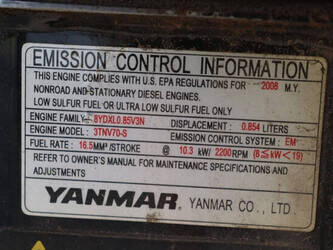 EMISSION CONTROL INFORMATION
THIS ENGINE COMPLIES WITH U.S. EPA REGULATIONS FOR 2008 M.Y.
NONROAD AND STATIONARY DIESEL ENGINES.
LOW SULFUR FUEL OR ULTRA LOW SULFUR FUEL ONLY
ENGINE FAMILY : 8YDXL0.85V3N DISPLACEMENT : 0.854 LITERS
ENGINE MODEL : 3TNV70-S EMISSION CONTROL SYSTEM : EM
FUEL RATE : 16.5 mm³/STROKE @ 10.3 kW/ 2200 RPM (8≦kW<19)
REFER TO OWNER'S MANUAL FOR MAINTENANCE SPECIFICATIONS AND
ADJUSTMENTS
YANMAR YANMAR CO., LTD.